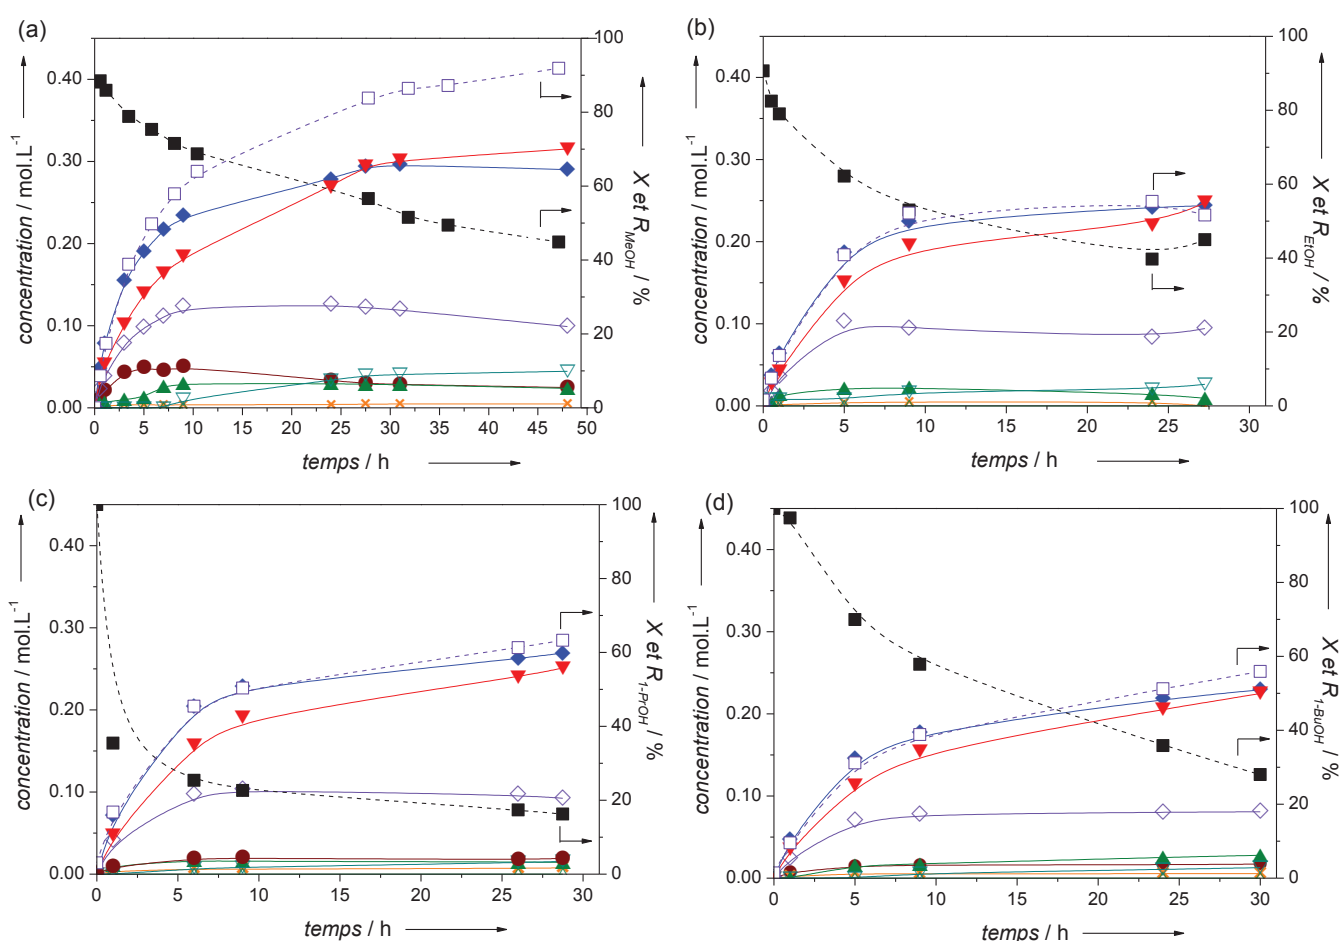 (a)
100
80
60
40
20
0
0.40
0.30
0.20
0.10
0.00
concentration / mol.L-1
X et RMeOH / %
0 5 10 15 20 25 30 35 40 45 50
temps / h
(b)
100
80
60
40
20
0
0.40
0.30
0.20
0.10
0.00
concentration / mol.L-1
X et REtOH / %
0 5 10 15 20 25 30
temps / h
(c)
100
80
60
40
20
0
0.40
0.30
0.20
0.10
0.00
concentration / mol.L-1
X et R1-PrOH / %
0 5 10 15 20 25 30
temps / h
(d)
100
80
60
40
20
0
0.40
0.30
0.20
0.10
0.00
concentration / mol.L-1
X et R1-BuOH / %
0 5 10 15 20 25 30
temps / h